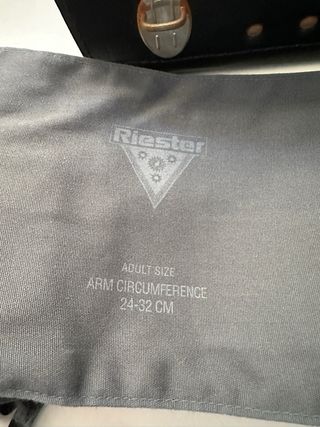 Riester
ADULT SIZE
ARM CIRCUMFERENCE
24-32 CM